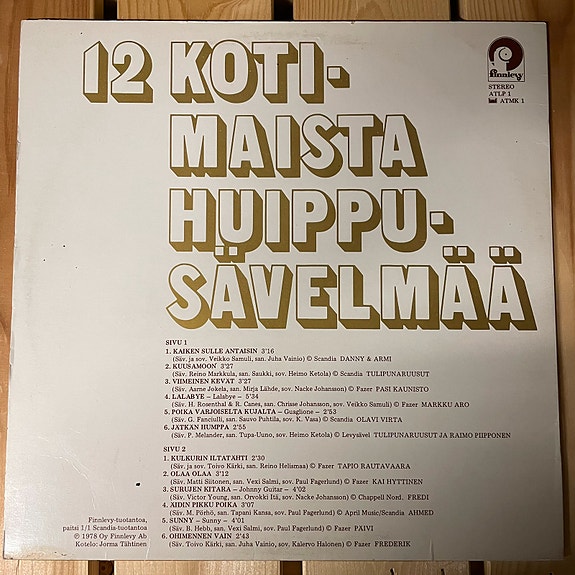 12 KOTI-
MAISTA
HUIPPU-
SÄVELMÄÄ
finnlevy
STEREO
ATLP 1
ATMK 1
SIVU 1
1. KAIKEN SULLE ANTAISIN 3'16
(Säv. ja sov. Veikko Samuli, san. Juha Vainio) © Scandia DANNY & ARMI
2. KUUSAMOON 3'27
(Säv. Reino Markkula, san. Saukki, sov. Heimo Ketola) © Scandia TULIPUNARUUSUT
3. VIIMEINEN KEVÄT 3'27
(Säv. Aarne Jokela, san. Mirja Lähde, sov. Nacke Johansson) © Fazer PASI KAUNISTO
4. LALABYE – Lalabye – 5'34
(Säv. H. Rosenthal & R. Canes, san. Chrisse Johansson, sov. Veikko Samuli) © Fazer MARKKU ARO
5. POIKA VARJOISELTA KUJALTA – Guaglione – 2'53
(Säv. G. Fanciulli, san. Sauvo Puhtila, sov. K. Vasa) © Scandia OLAVI VIRTA
6. JÄTKÄN HUMPPA 2'55
(Säv. P. Melander, san. Tupa-Uuno, sov. Heimo Ketola) © Levysävel TULIPUNARUUSUT JA RAIMO PIIPPONEN
SIVU 2
1. KULKURIN ILTATÄHTI 2'30
(Säv. ja sov. Toivo Kärki, san. Reino Helismaa) © Fazer TAPIO RAUTAVAARA
2. OLAA OLAA 3'12
(Säv. Matti Siitonen, san. Vexi Salmi, sov. Paul Fagerlund) © Fazer KAI HYTTINEN
3. SURUJEN KITARA – Johnny Guitar – 4'02
(Säv. Victor Young, san. Orvokki Itä, sov. Nacke Johansson) © Chappell Nord. FREDI
4. ÄIDIN PIKKU POIKA 3'07
(Säv. M. Pörhö, san. Tapani Kansa, sov. Paul Fagerlund) © April Music/Scandia AHMED
5. SUNNY – Sunny – 4'01
(Säv. B. Hebb, san. Vexi Salmi, sov. Paul Fagerlund) © Fazer PÄIVI
6. OHIMENNEN VAIN 2'43
(Säv. Toivo Kärki, san. Juha Vainio, sov. Kalervo Halonen) © Fazer FREDERIK
Finnlevy-tuotantoa,
paitsi 1/1 Scandia-tuotantoa
℗ 1978 Oy Finnlevy Ab
Kotelo: Jorma Tähtinen